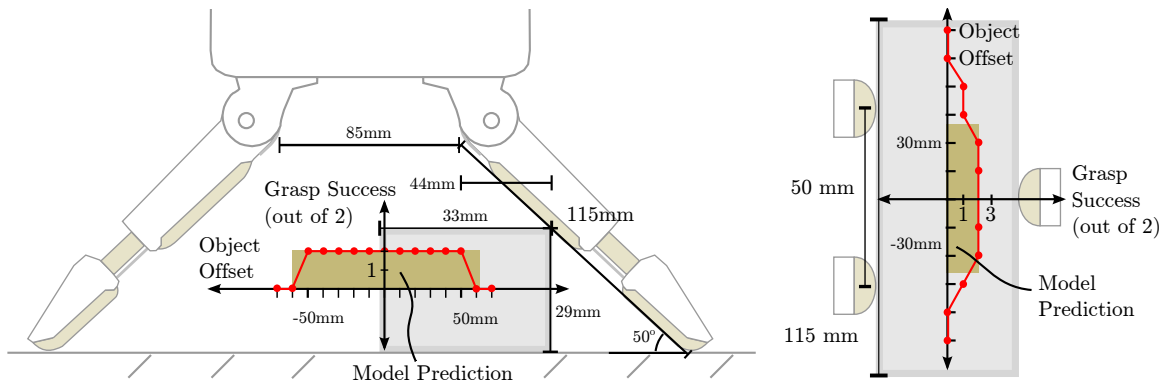 85mm
44mm
Grasp Success
(out of 2)
33mm
115mm
Object
Offset
1
-50mm
50mm
29mm
50°
Model Prediction
Object
Offset
30mm
50 mm
1
3
Grasp
Success
(out of 2)
-30mm
Model
Prediction
115 mm